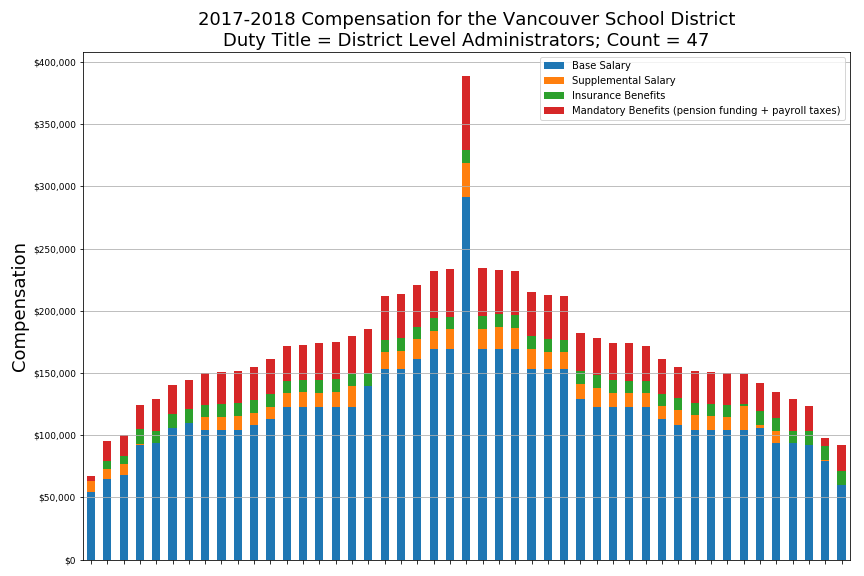 2017-2018 Compensation for the Vancouver School District
Duty Title = District Level Administrators; Count = 47
Base Salary
Supplemental Salary
Insurance Benefits
Mandatory Benefits (pension funding + payroll taxes)
Compensation
$400,000
$350,000
$300,000
$250,000
$200,000
$150,000
$100,000
$50,000
$0